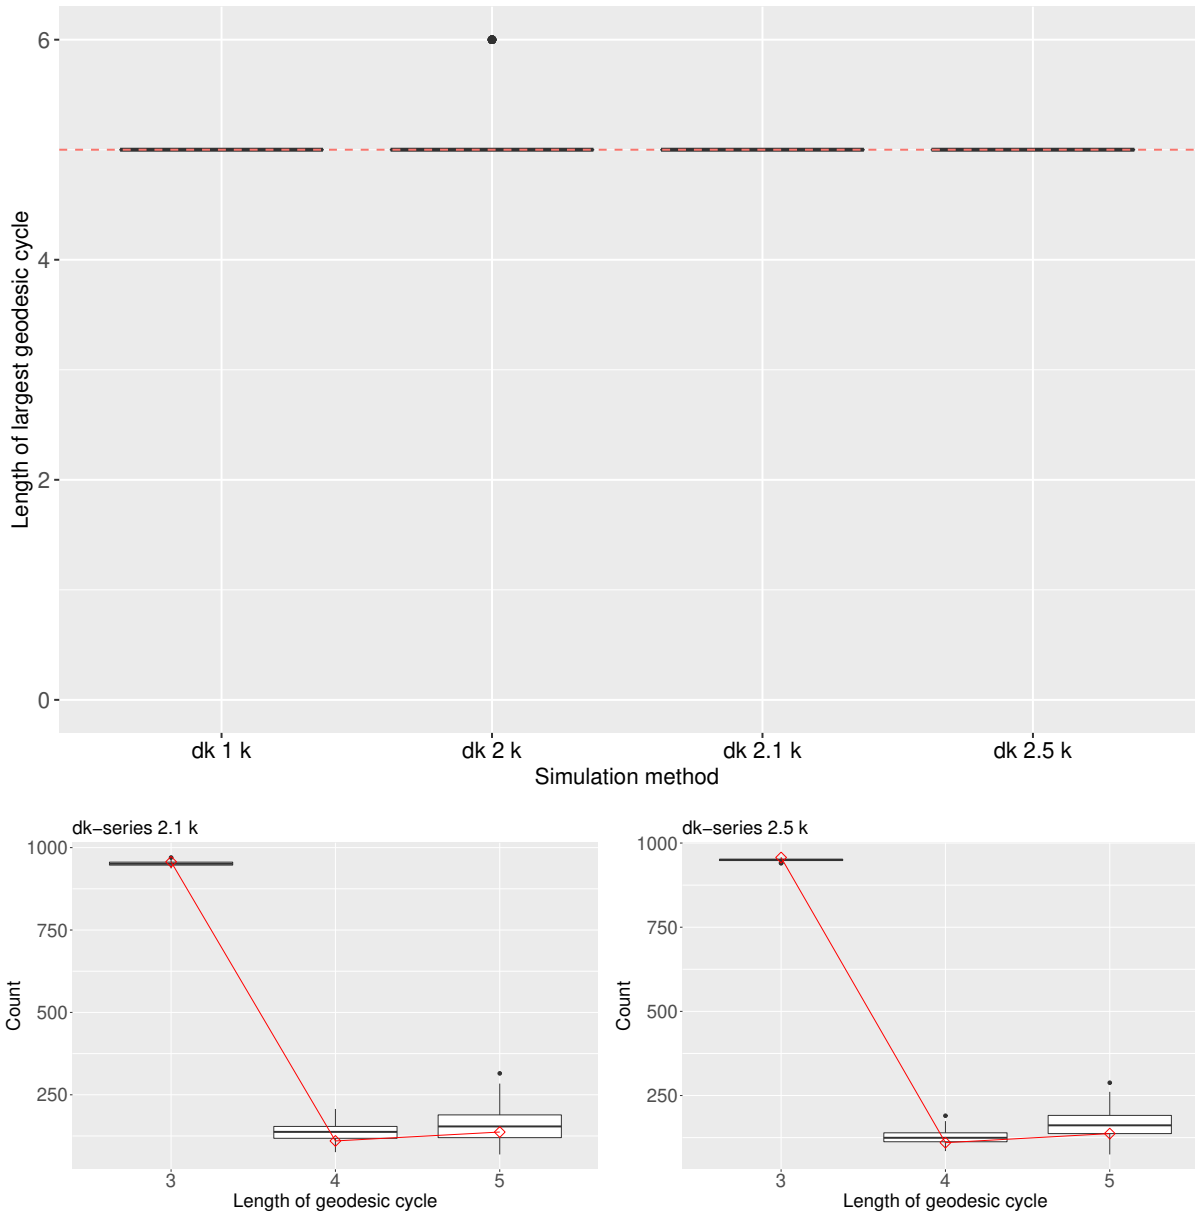 Length of largest geodesic cycle
6
4
2
0
dk 1 k
dk 2 k
dk 2.1 k
dk 2.5 k
Simulation method
dk−series 2.1 k
Count
1000
750
500
250
3
4
5
Length of geodesic cycle
dk−series 2.5 k
Count
1000
750
500
250
3
4
5
Length of geodesic cycle